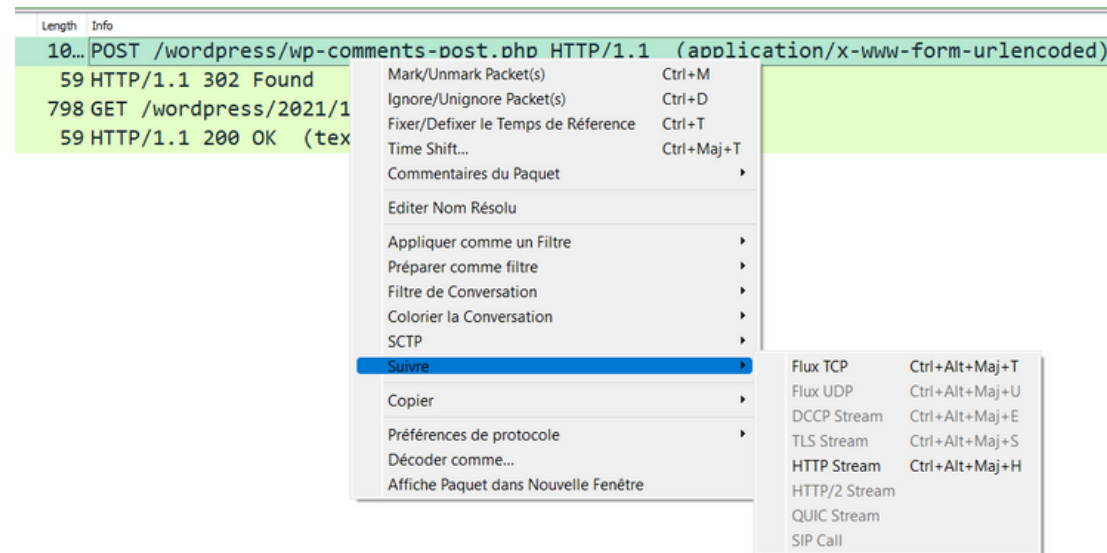 Length Info
10… POST /wordpress/wp-comments-post.php HTTP/1.1 (application/x-www-form-urlencoded)
59 HTTP/1.1 302 Found
798 GET /wordpress/2021/1
59 HTTP/1.1 200 OK (tex
Mark/Unmark Packet(s) Ctrl+M
Ignore/Unignore Packet(s) Ctrl+D
Fixer/Defixer le Temps de Réference Ctrl+T
Time Shift... Ctrl+Maj+T
Commentaires du Paquet
Editer Nom Résolu
Appliquer comme un Filtre
Préparer comme filtre
Filtre de Conversation
Colorier la Conversation
SCTP
Suivre
Copier
Préférences de protocole
Décoder comme...
Affiche Paquet dans Nouvelle Fenêtre
Flux TCP Ctrl+Alt+Maj+T
Flux UDP Ctrl+Alt+Maj+U
DCCP Stream Ctrl+Alt+Maj+E
TLS Stream Ctrl+Alt+Maj+S
HTTP Stream Ctrl+Alt+Maj+H
HTTP/2 Stream
QUIC Stream
SIP Call